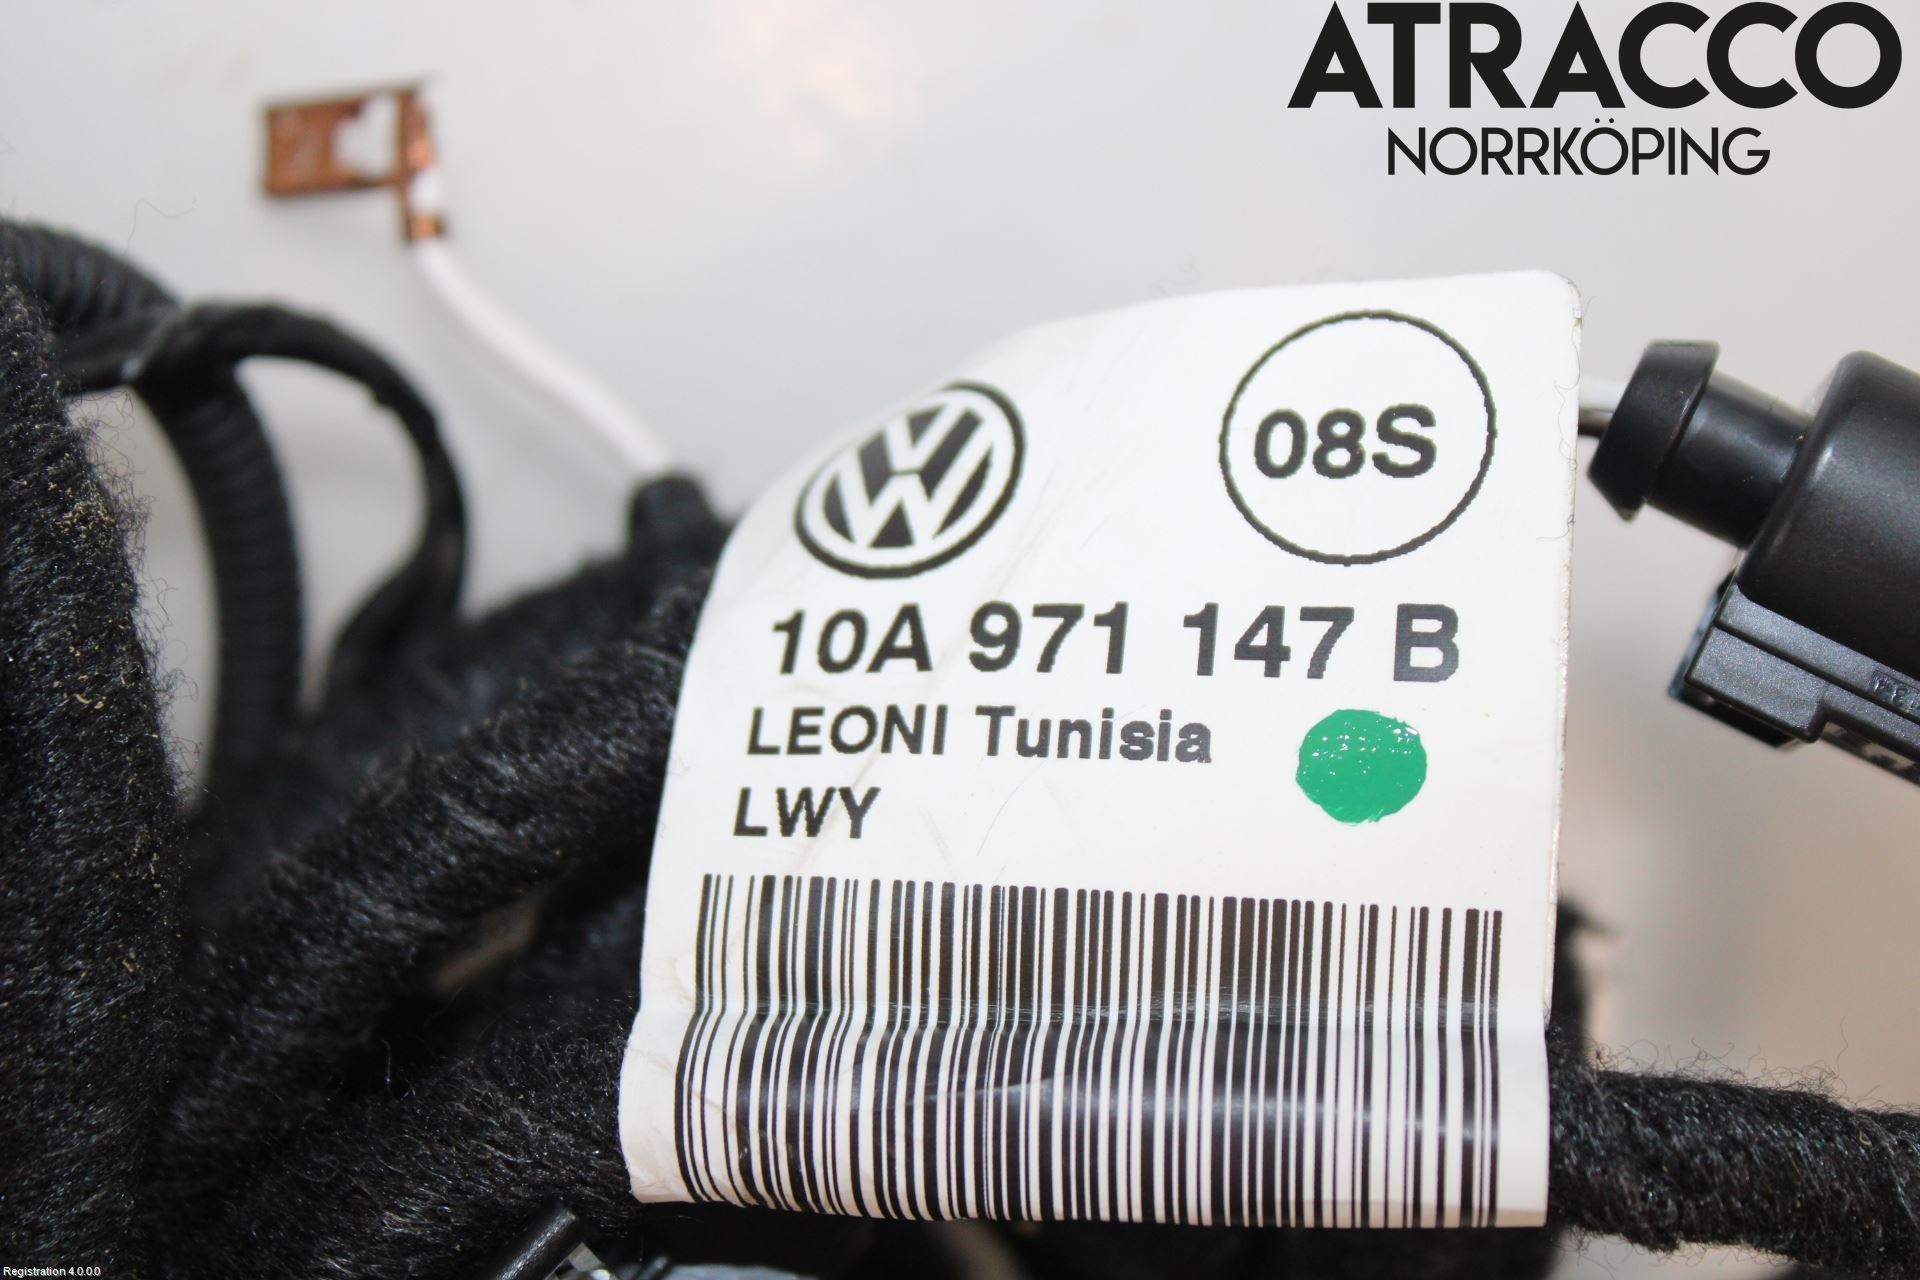 ATRACCO
NORRKÖPING
08S
10A 971 147 B
LEONI Tunisia
LWY
Registration 4.0.0.0